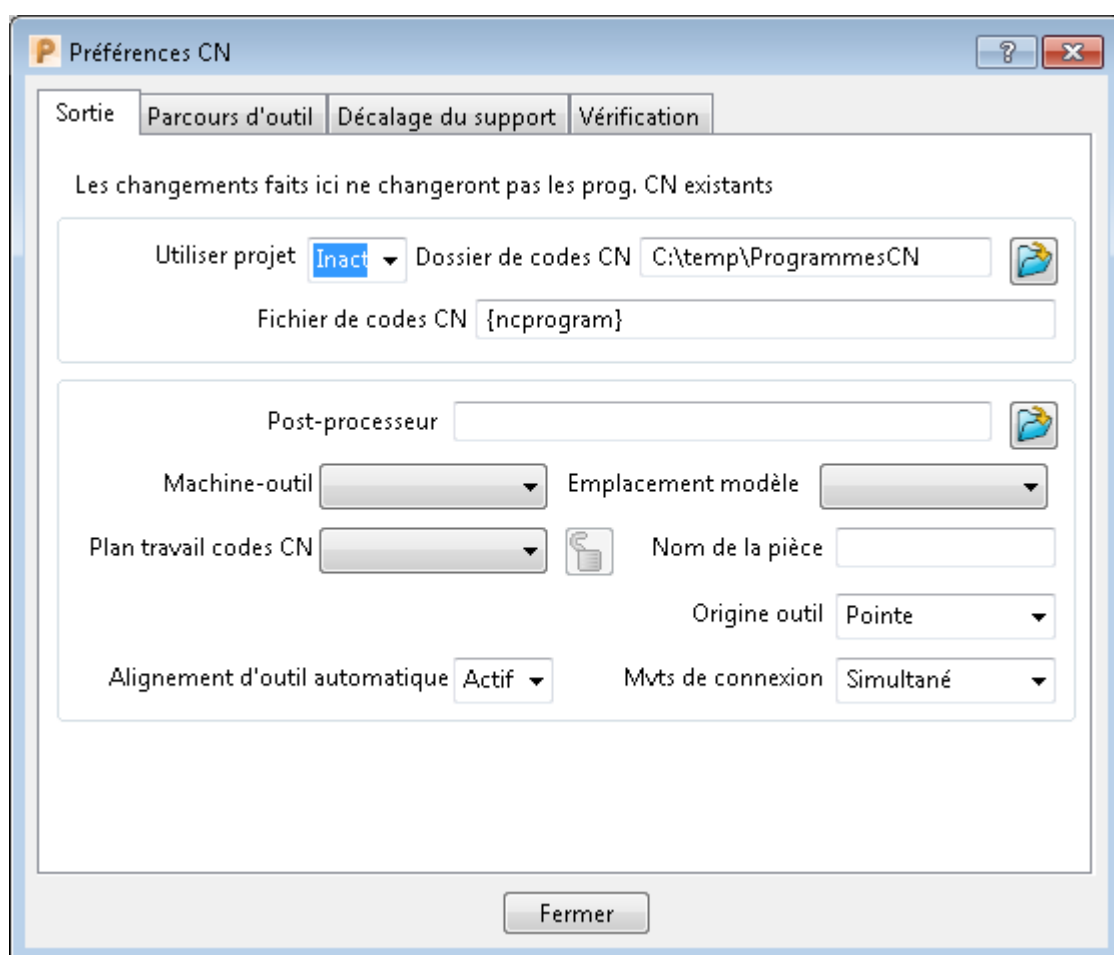 Préférences CN
Sortie Parcours d'outil Décalage du support Vérification
Les changements faits ici ne changeront pas les prog. CN existants
Utiliser projet Inact Dossier de codes CN C:\temp\ProgrammesCN
Fichier de codes CN {ncprogram}
Post-processeur
Machine-outil Emplacement modèle
Plan travail codes CN Nom de la pièce
Origine outil Pointe
Alignement d'outil automatique Actif Mvts de connexion Simultané
Fermer